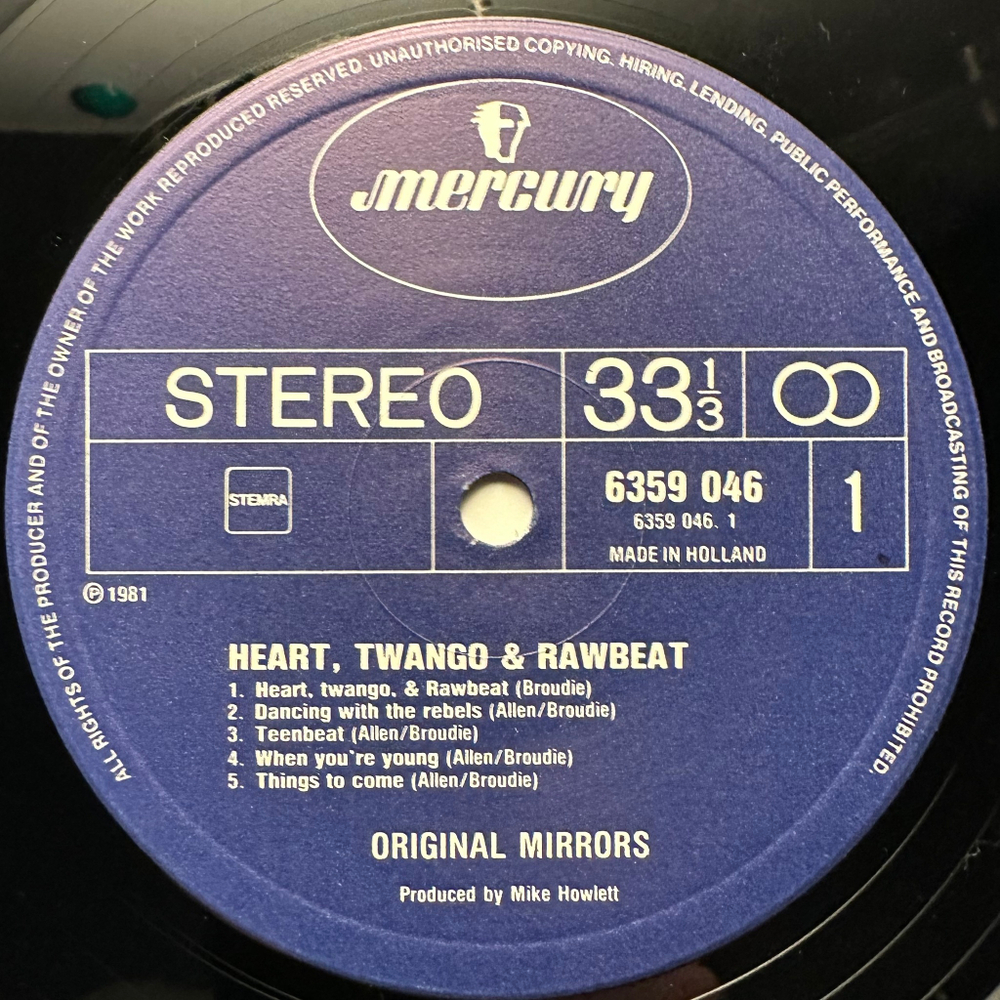 ALL RIGHTS OF THE PRODUCER AND OF THE OWNER OF THE WORK REPRODUCED RESERVED. UNAUTHORISED COPYING, HIRING, LENDING, PUBLIC PERFORMANCE AND BROADCASTING OF THIS RECORD PROHIBITED.
mercury
STEREO
33 1/3
STEMRA
6359 046
6359 046. 1
MADE IN HOLLAND
1
Ⓟ 1981
HEART, TWANGO & RAWBEAT
1. Heart, twango, & Rawbeat (Broudie)
2. Dancing with the rebels (Allen/Broudie)
3. Teenbeat (Allen/Broudie)
4. When you're young (Allen/Broudie)
5. Things to come (Allen/Broudie)
ORIGINAL MIRRORS
Produced by Mike Howlett